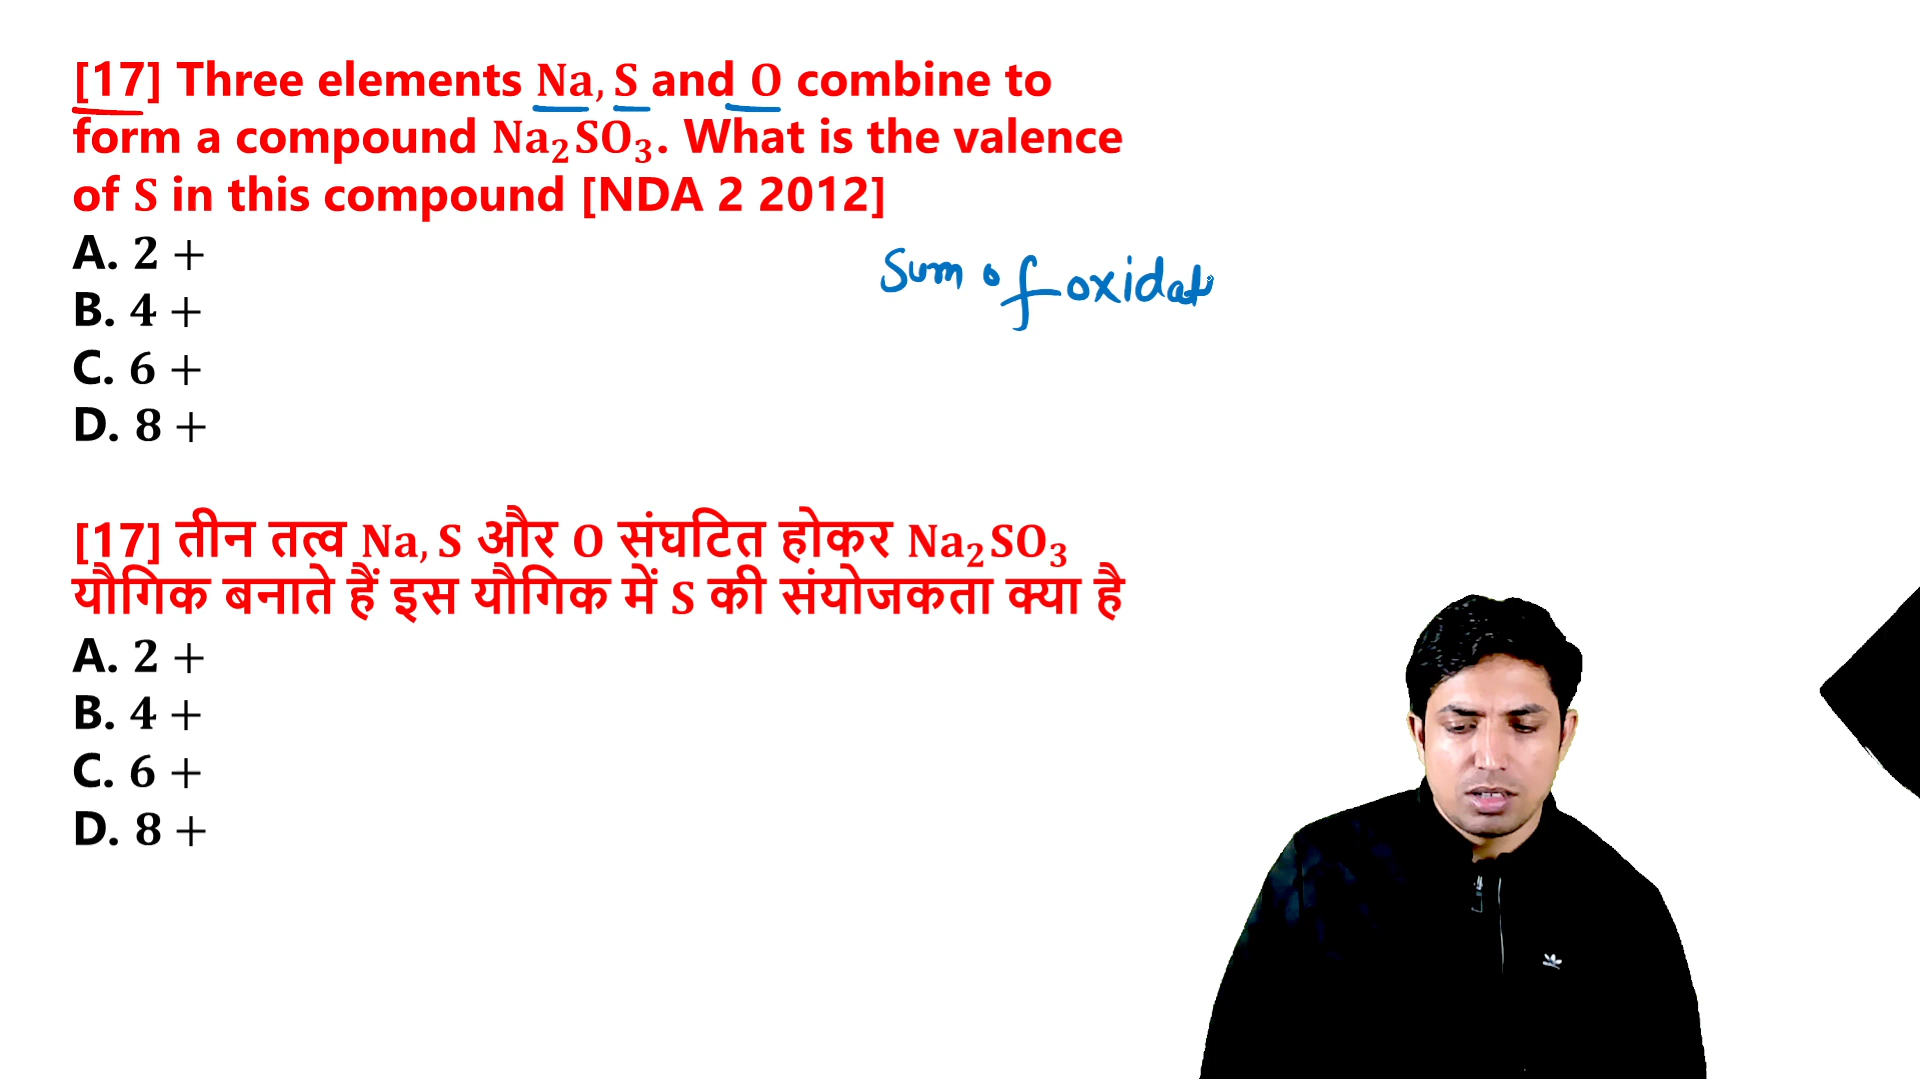 [17] Three elements Na, S and O combine to
form a compound Na₂SO₃. What is the valence
of S in this compound [NDA 2 2012]
A. 2 +
B. 4 +
C. 6 +
D. 8 +
Sum of oxidat
[17] तीन तत्व Na, S और O संघटित होकर Na₂SO₃
यौगिक बनाते हैं इस यौगिक में S की संयोजकता क्या है
A. 2 +
B. 4 +
C. 6 +
D. 8 +